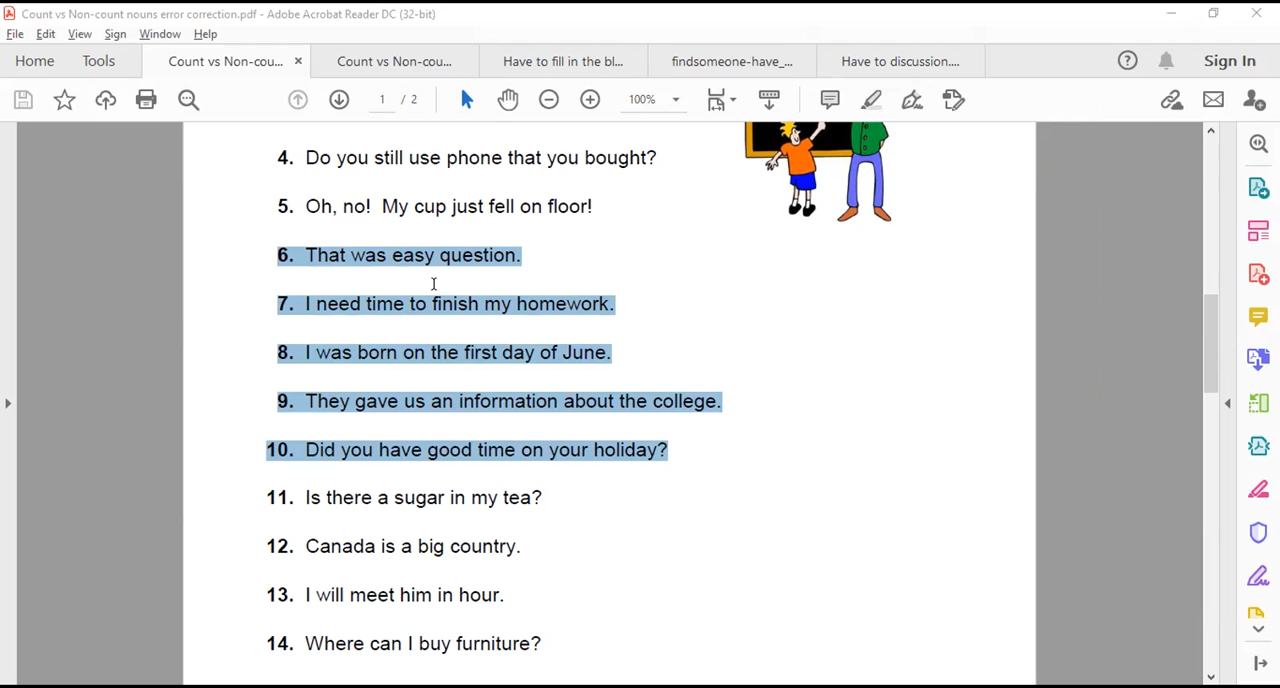 Count vs Non-count nouns error correction.pdf - Adobe Acrobat Reader DC (32-bit)
File Edit View Sign Window Help
Home Tools Count vs Non-cou... × Count vs Non-cou... Have to fill in the bl... findsomeone-have_... Have to discussion.... Sign In
1 / 2 100%
4. Do you still use phone that you bought?
5. Oh, no! My cup just fell on floor!
6. That was easy question.
7. I need time to finish my homework.
8. I was born on the first day of June.
9. They gave us an information about the college.
10. Did you have good time on your holiday?
11. Is there a sugar in my tea?
12. Canada is a big country.
13. I will meet him in hour.
14. Where can I buy furniture?